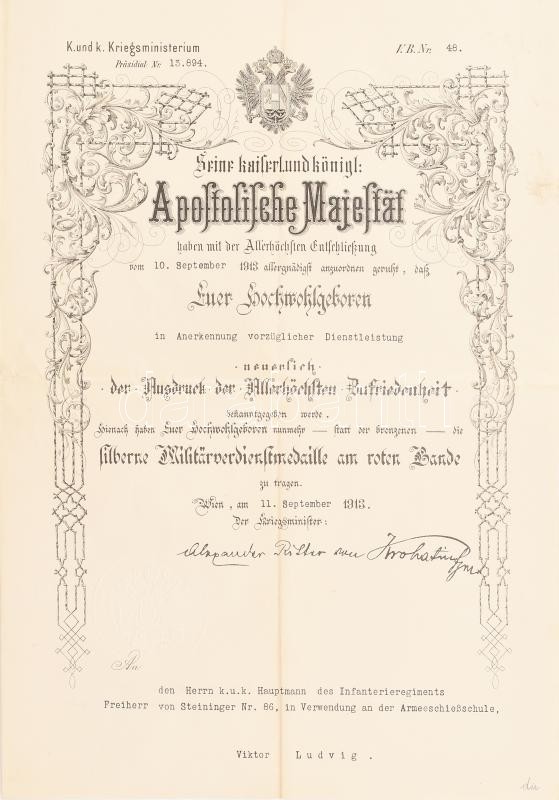 K.und k. Kriegsministerium
Präsidial Nr. 13.894.
V.B. Nr. 48.
Seine kaiserl.und königl:
Apostolische Majestät
haben mit der Allerhöchsten Entschließung
vom 10. September 1913 allergnädigst anzuordnen geruht, daß
Euer Hochwohlgeboren
in Anerkennung vorzüglicher Dienstleistung
neuerlich
der Ausdruck der Allerhöchsten Zufriedenheit
bekanntgegeben werde.
Hienach haben Euer Hochwohlgeboren nunmehr — statt der bronzenen — die
silberne Militärverdienstmedaille am roten Bande
zu tragen.
Wien, am 11. September 1913.
Der Kriegsminister:
Alexander Ritter von Krobatin
An
den Herrn k.u.k. Hauptmann des Infanterieregiments
Freiherr von Steininger Nr. 86, in Verwendung an der Armeeschießschule,
Viktor Ludvig.